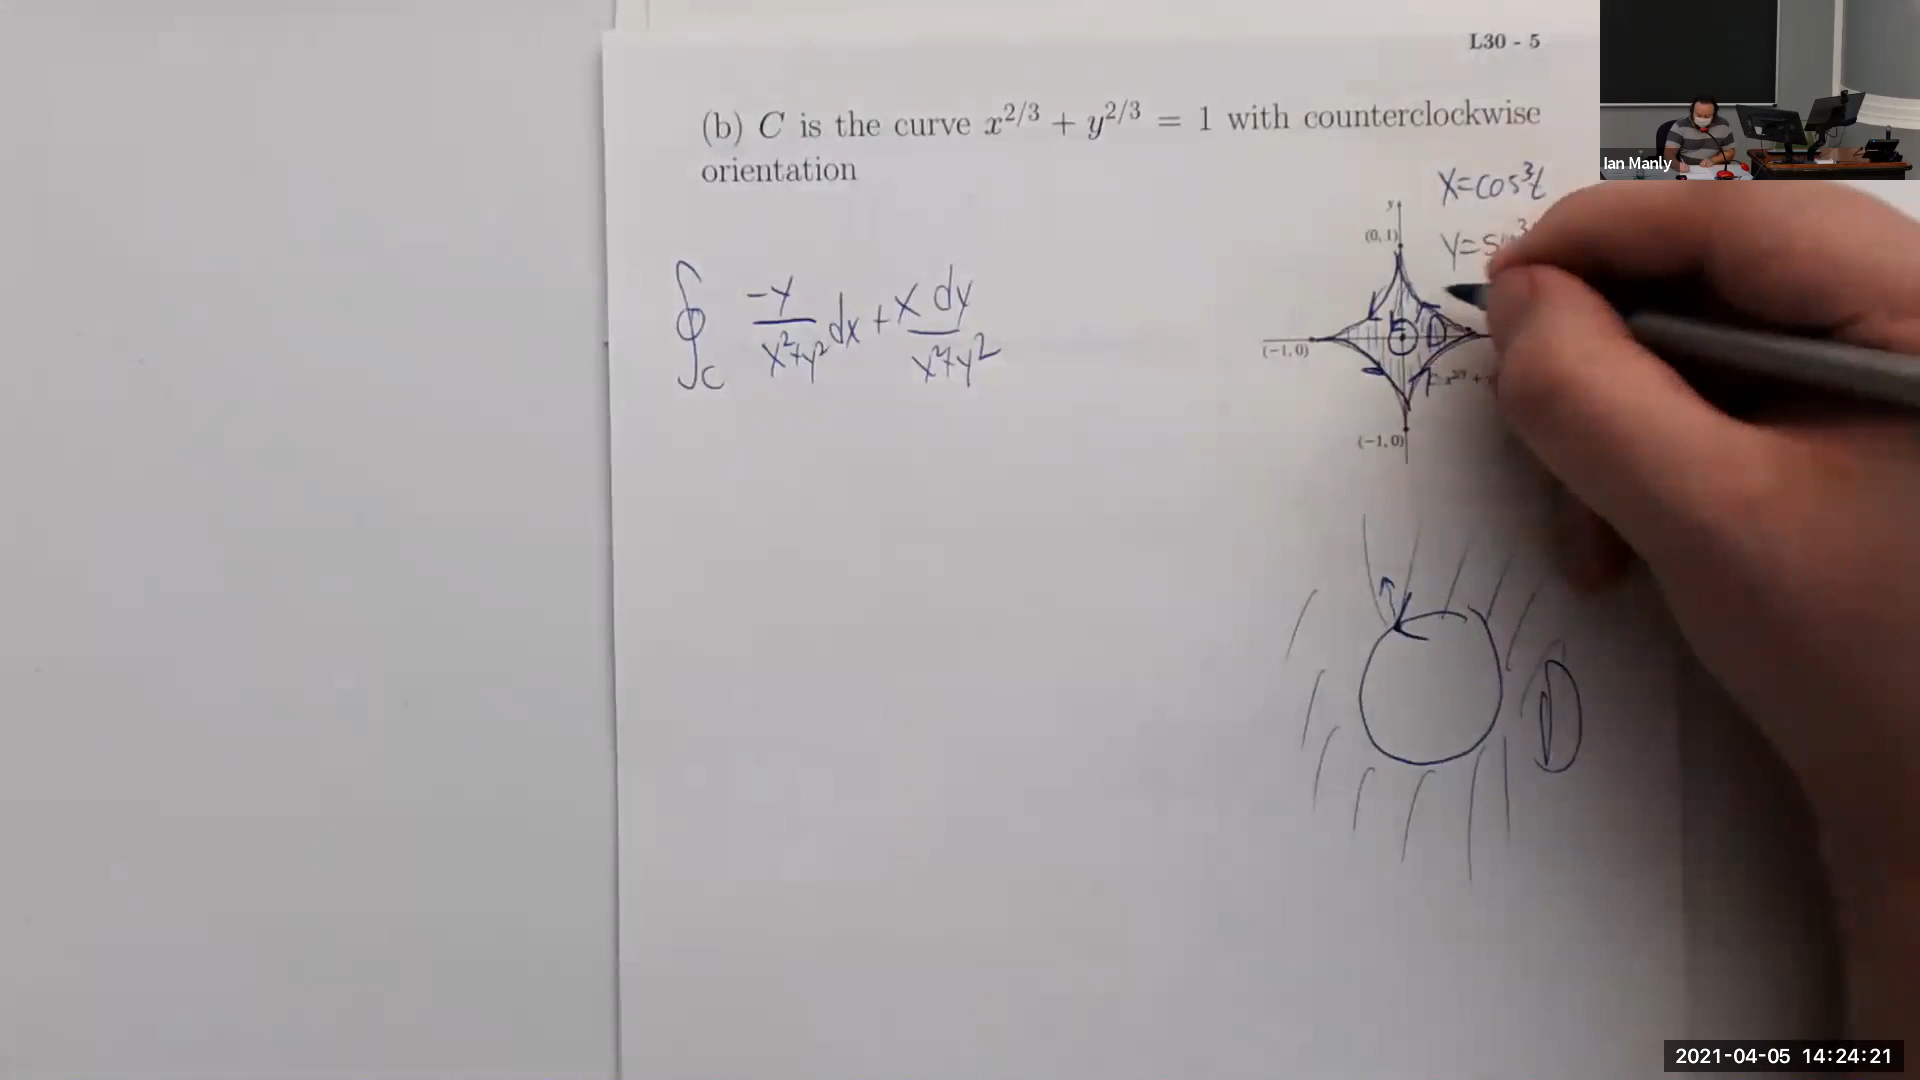 L30 - 5
Ian Manly
(b) C is the curve x^{2/3} + y^{2/3} = 1 with counterclockwise
orientation
x=cos³t
y=
y
(0, 1)
∮_C -y/(x²+y²) dx + x dy/(x²+y²)
E
D
(−1, 0)
(−1, 0)
D
2021-04-05 14:24:21